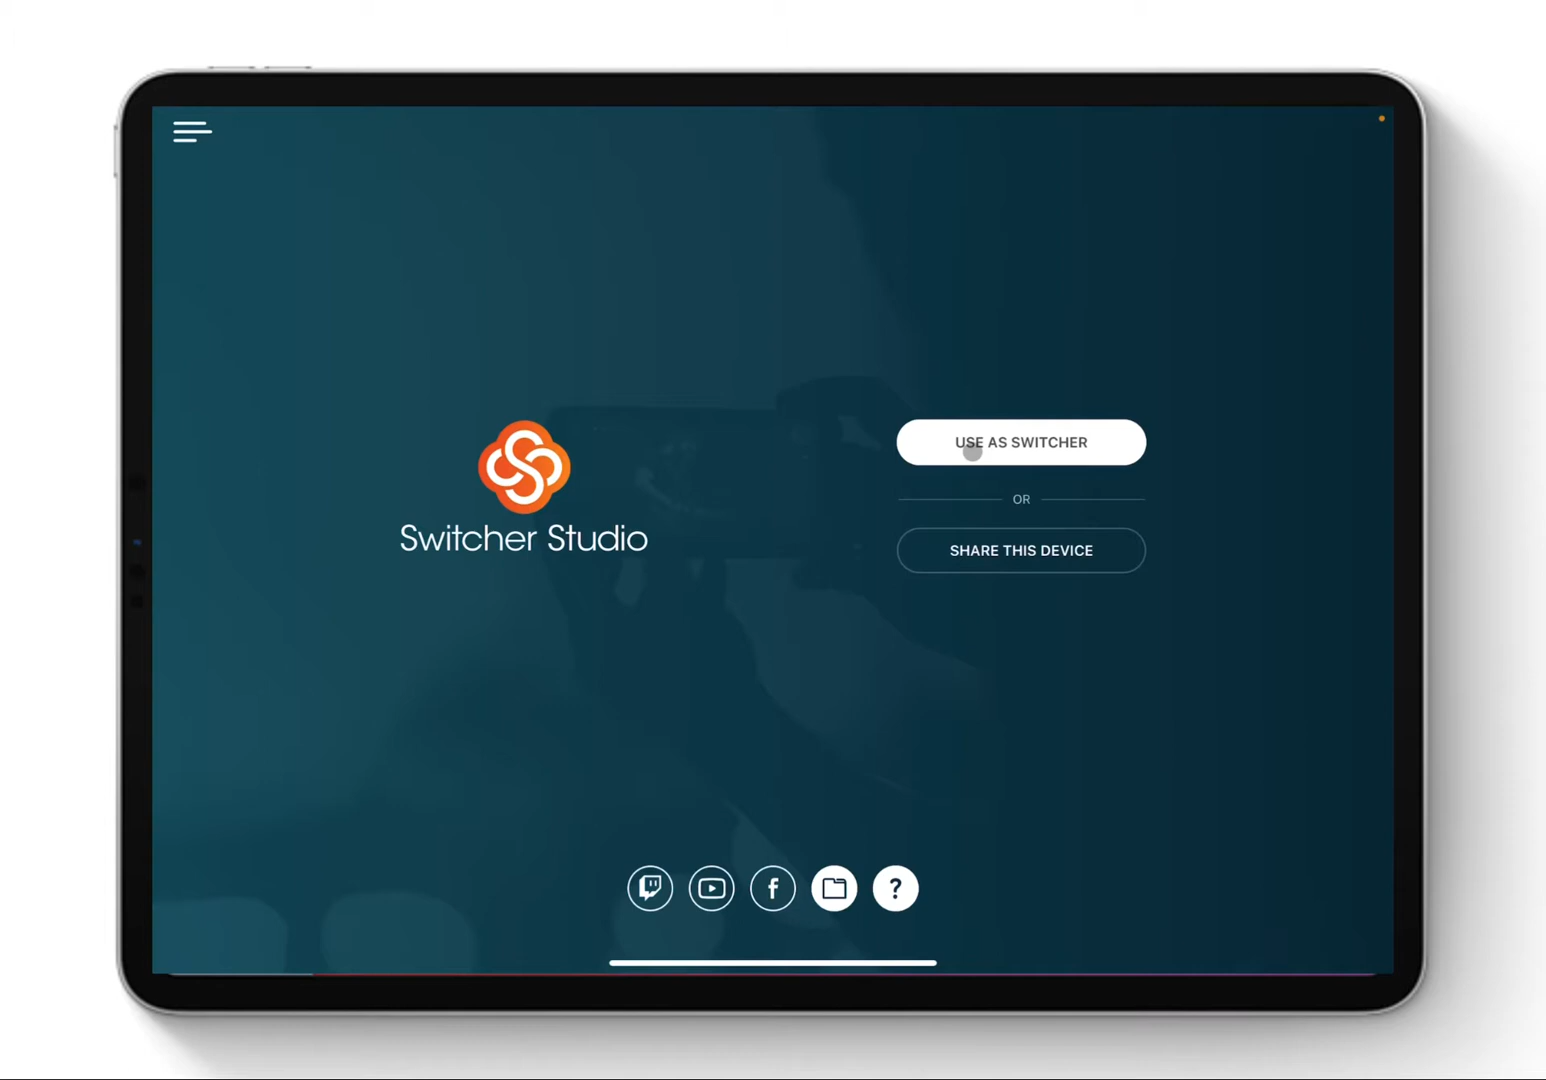 USE AS SWITCHER
OR
Switcher Studio
SHARE THIS DEVICE
?